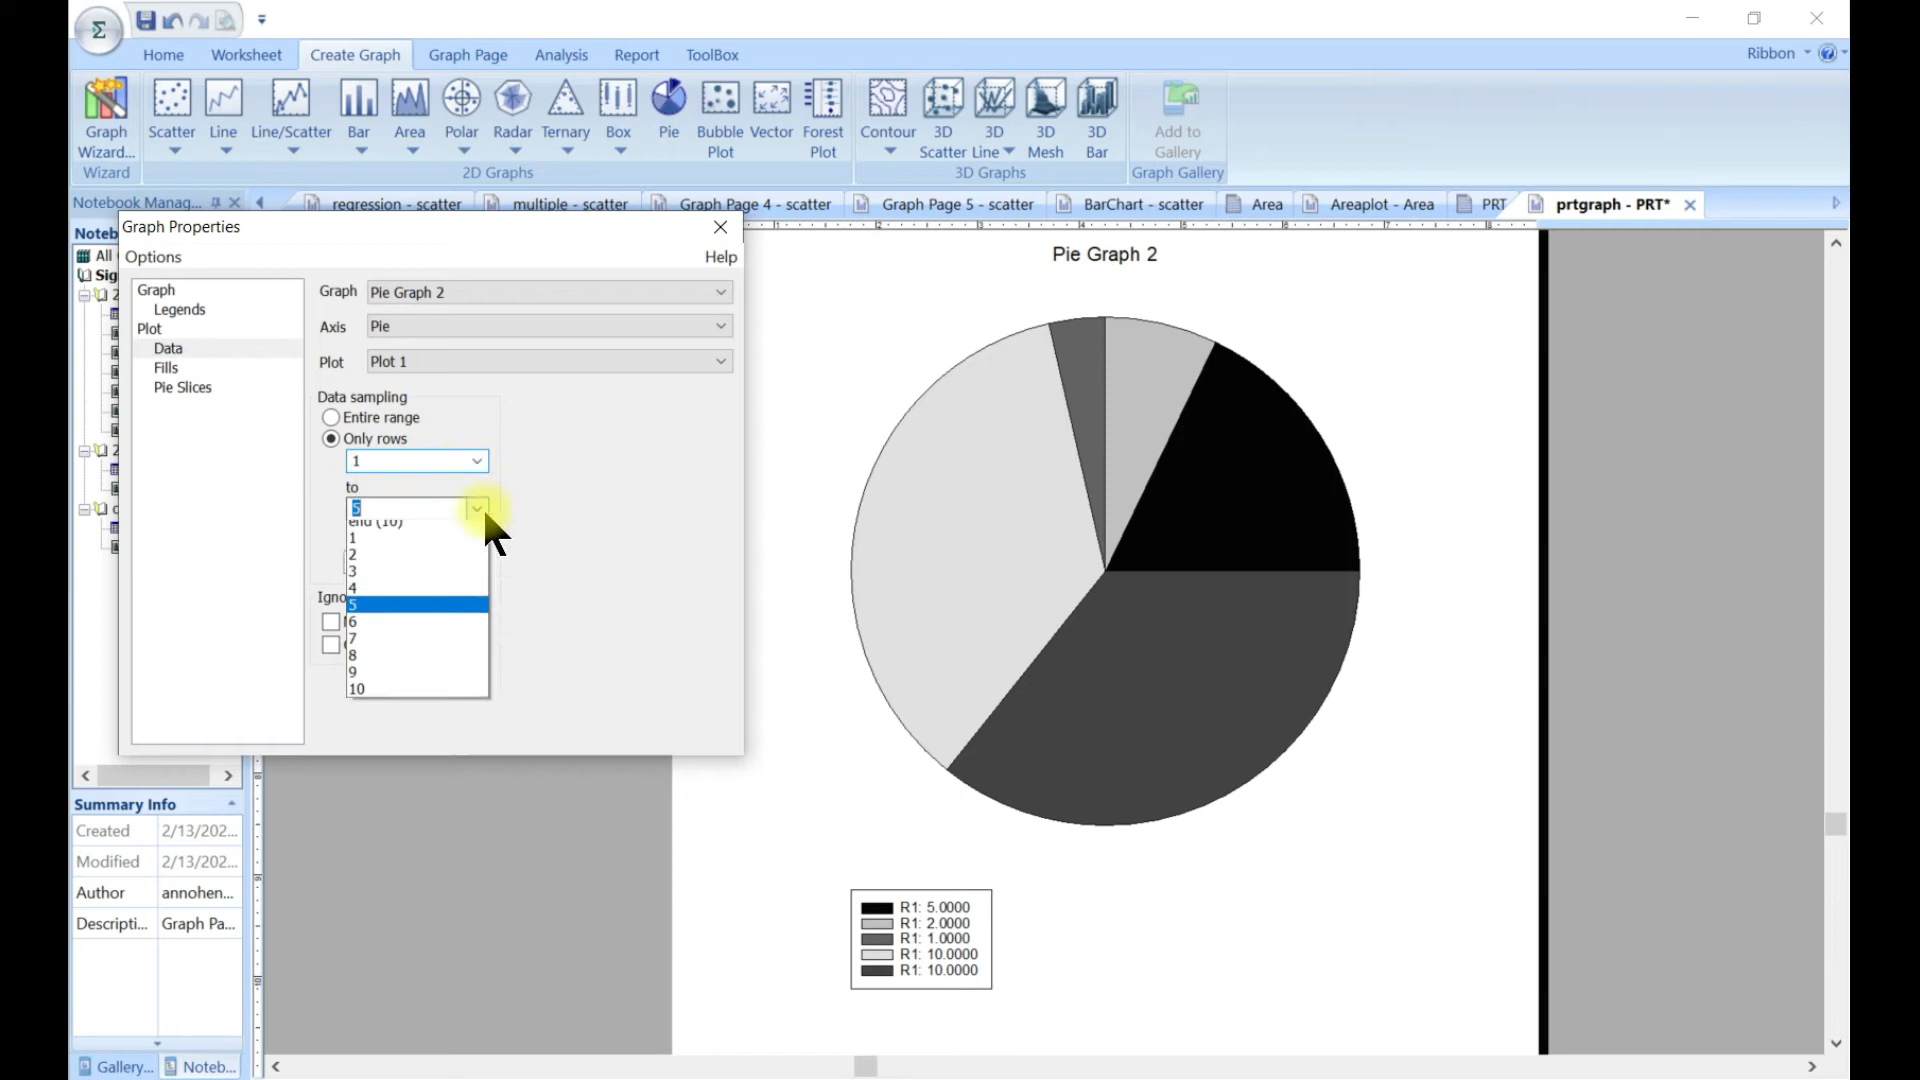 Σ
Home Worksheet Create Graph Graph Page Analysis Report ToolBox Ribbon
Graph Wizard... Scatter Line Line/Scatter Bar Area Polar Radar Ternary Box Pie Bubble Plot Vector Forest Plot Contour 3D Scatter 3D Line 3D Mesh 3D Bar Add to Gallery
Wizard 2D Graphs 3D Graphs Graph Gallery
Notebook Manag... regression - scatter multiple - scatter Graph Page 4 - scatter Graph Page 5 - scatter BarChart - scatter Area Areaplot - Area PRT prtgraph - PRT*
Graph Properties
Options Help
Graph
Legends
Plot
Data
Fills
Pie Slices
Graph Pie Graph 2
Axis Pie
Plot Plot 1
Data sampling
Entire range
Only rows
1
to
5
end (10)
1
2
3
4
5
6
7
8
9
10
Pie Graph 2
R1: 5.0000
R1: 2.0000
R1: 1.0000
R1: 10.0000
R1: 10.0000
Summary Info
Created 2/13/202...
Modified 2/13/202...
Author annohen...
Descripti... Graph Pa...
Gallery... Noteb...